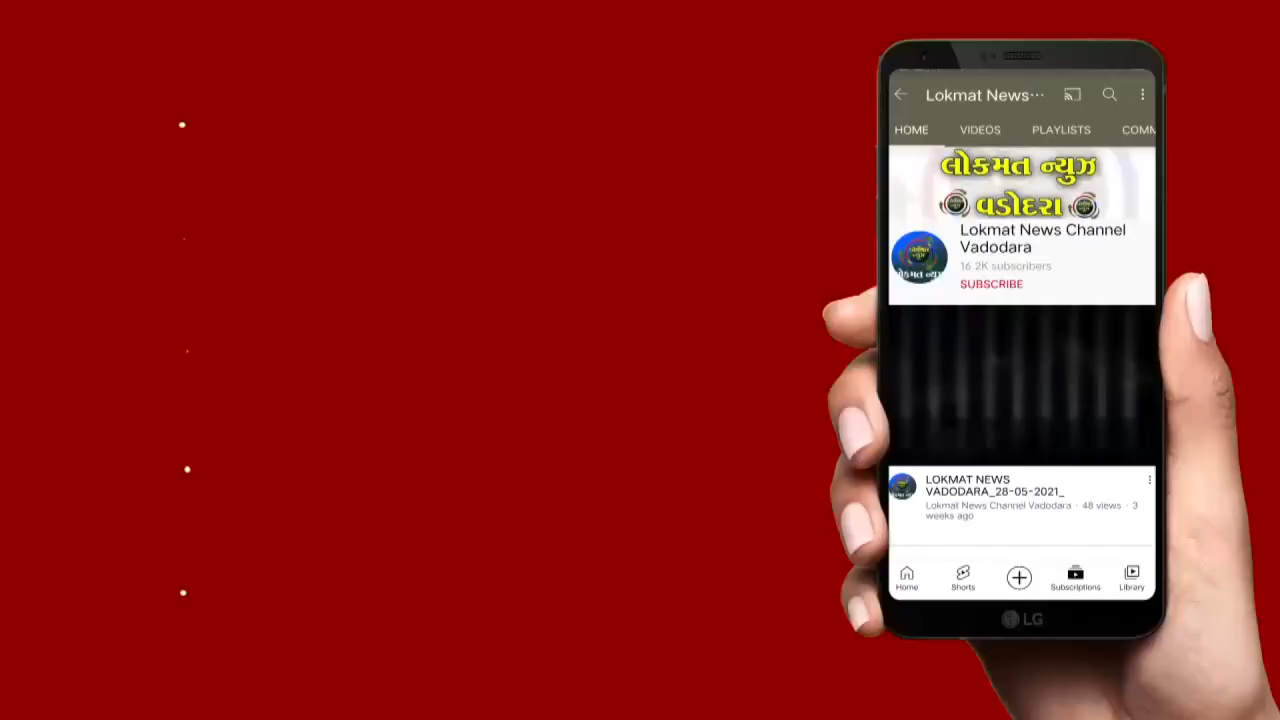 Lokmat News...
HOME VIDEOS PLAYLISTS COMM
લોકમત ન્યુઝ
વડોદરા
Lokmat News Channel
Vadodara
16.2K subscribers
SUBSCRIBE
LOKMAT NEWS
VADODARA_28-05-2021_
Lokmat News Channel Vadodara · 48 views · 3
weeks ago
Home Shorts Subscriptions Library
LG